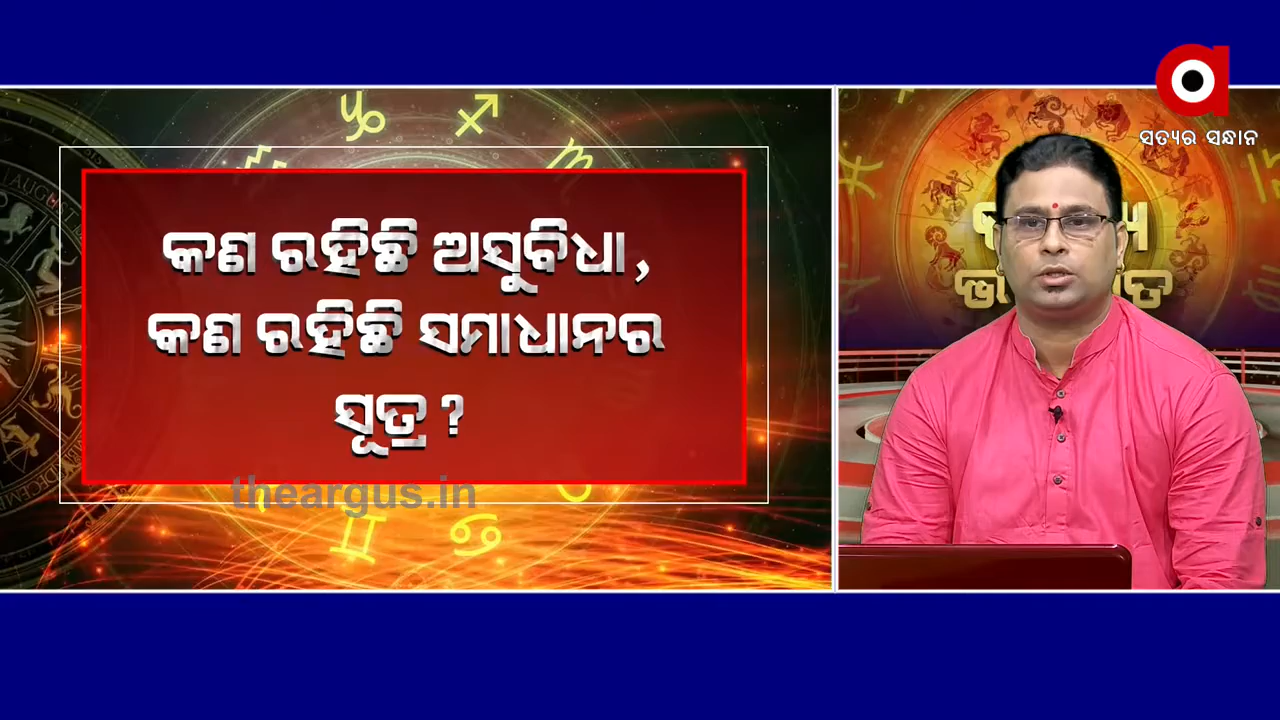 ସତ୍ୟର ସନ୍ଧାନ
କଣ ରହିଛି ଅସୁବିଧା,
କଣ ରହିଛି ସମାଧାନର
ସୂତ୍ର?
theargus.in